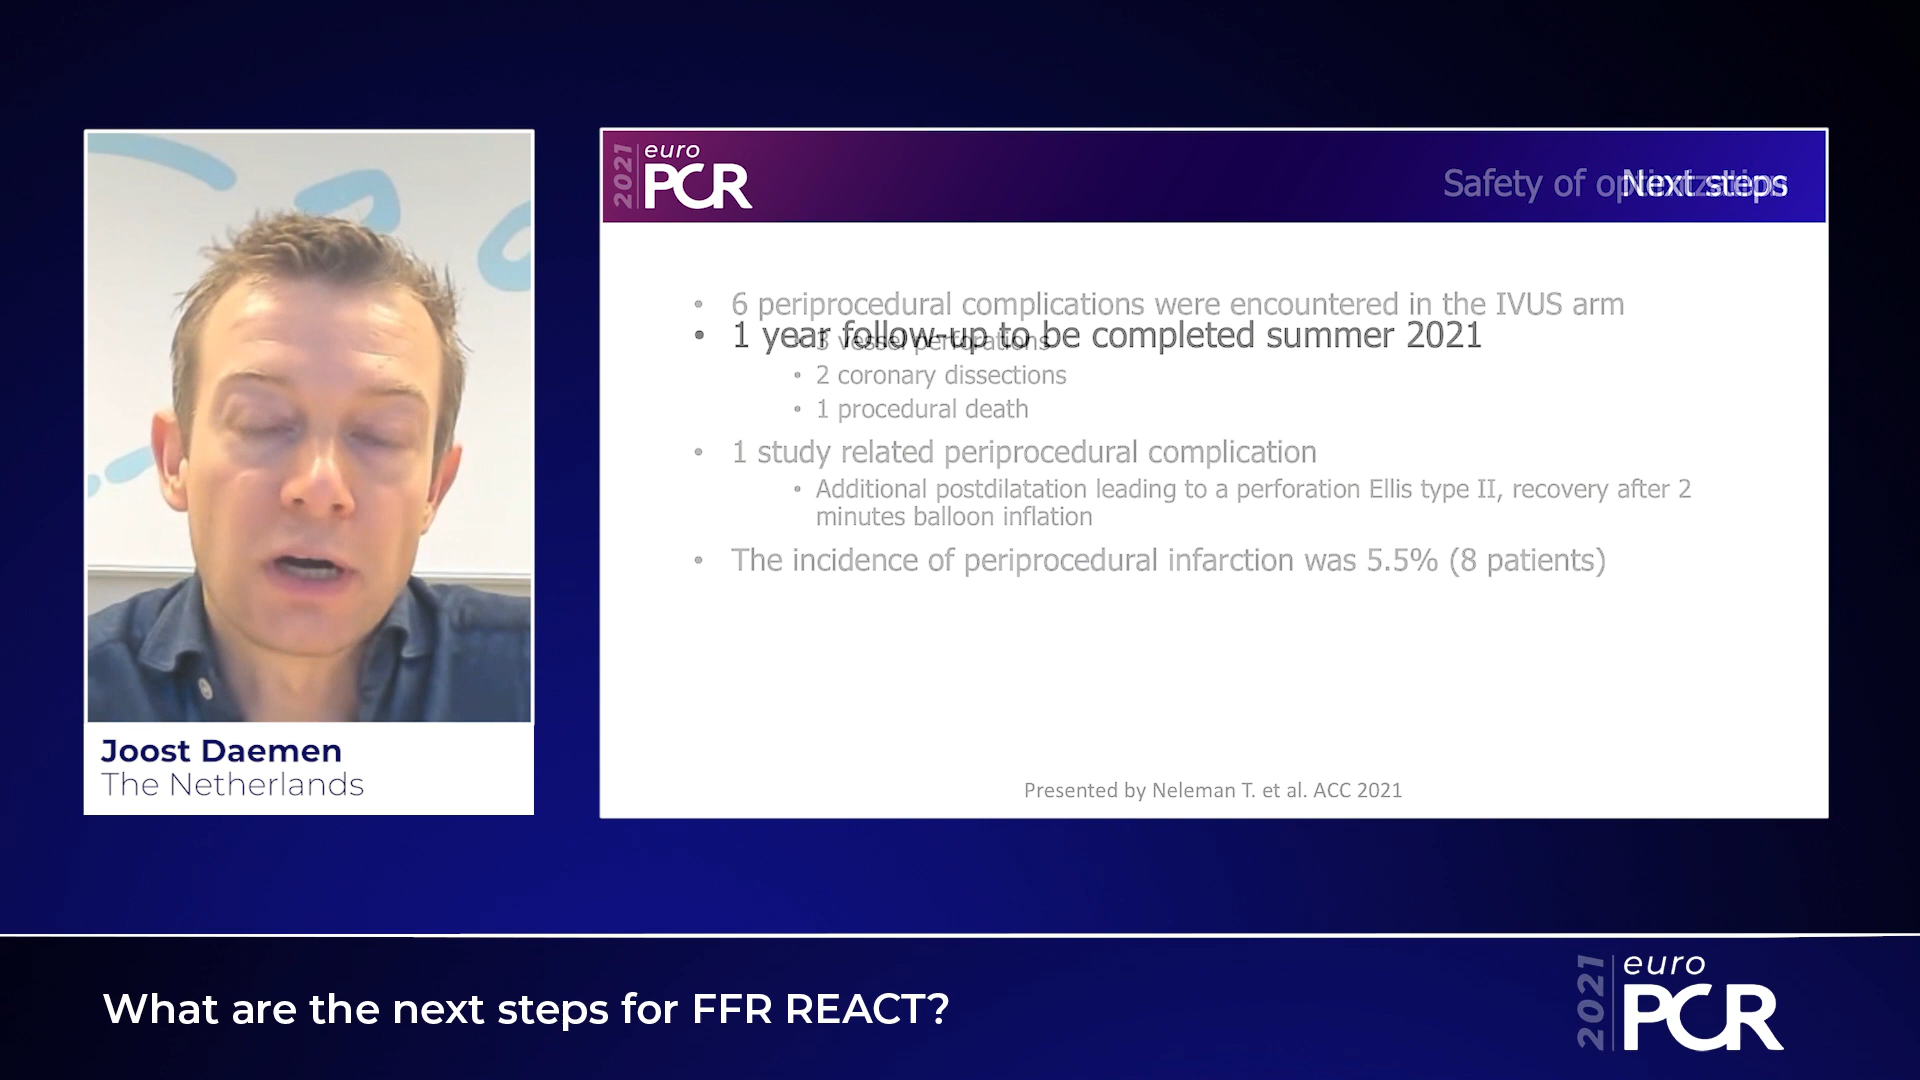 2021
euro
PCR
Safety of optimization
Next steps
• 6 periprocedural complications were encountered in the IVUS arm
• 3 vessel perforations
• 1 year follow-up to be completed summer 2021
• 2 coronary dissections
• 1 procedural death
• 1 study related periprocedural complication
• Additional postdilatation leading to a perforation Ellis type II, recovery after 2
minutes balloon inflation
• The incidence of periprocedural infarction was 5.5% (8 patients)
Presented by Neleman T. et al. ACC 2021
Joost Daemen
The Netherlands
What are the next steps for FFR REACT?
2021
euro
PCR